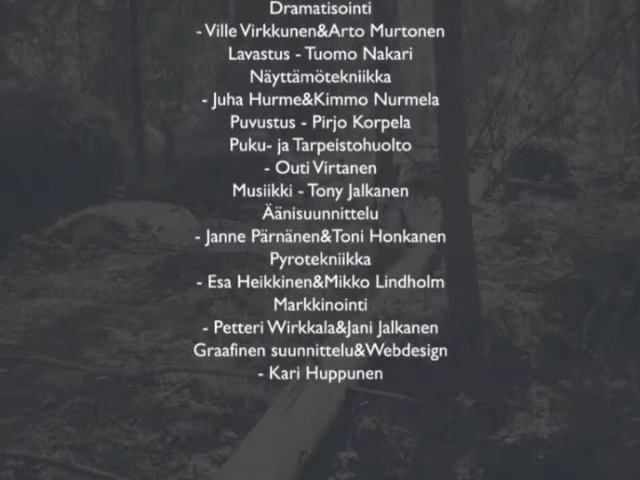 Dramatisointi
- Ville Virkkunen&Arto Murtonen
Lavastus - Tuomo Nakari
Näyttämötekniikka
- Juha Hurme&Kimmo Nurmela
Puvustus - Pirjo Korpela
Puku- ja Tarpeistohuolto
- Outi Virtanen
Musiikki - Tony Jalkanen
Äänisuunnittelu
- Janne Pärnänen&Toni Honkanen
Pyrotekniikka
- Esa Heikkinen&Mikko Lindholm
Markkinointi
- Petteri Wirkkala&Jani Jalkanen
Graafinen suunnittelu&Webdesign
- Kari Huppunen